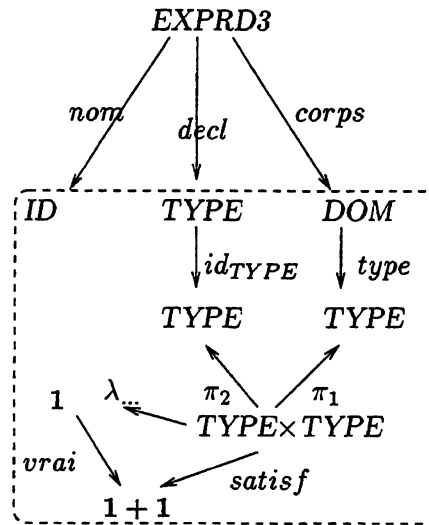 EXPRD3
nom decl corps
ID TYPE DOM
id_TYPE type
TYPE TYPE
1 λ... π₂ π₁
TYPE×TYPE
vrai satisf
1 + 1